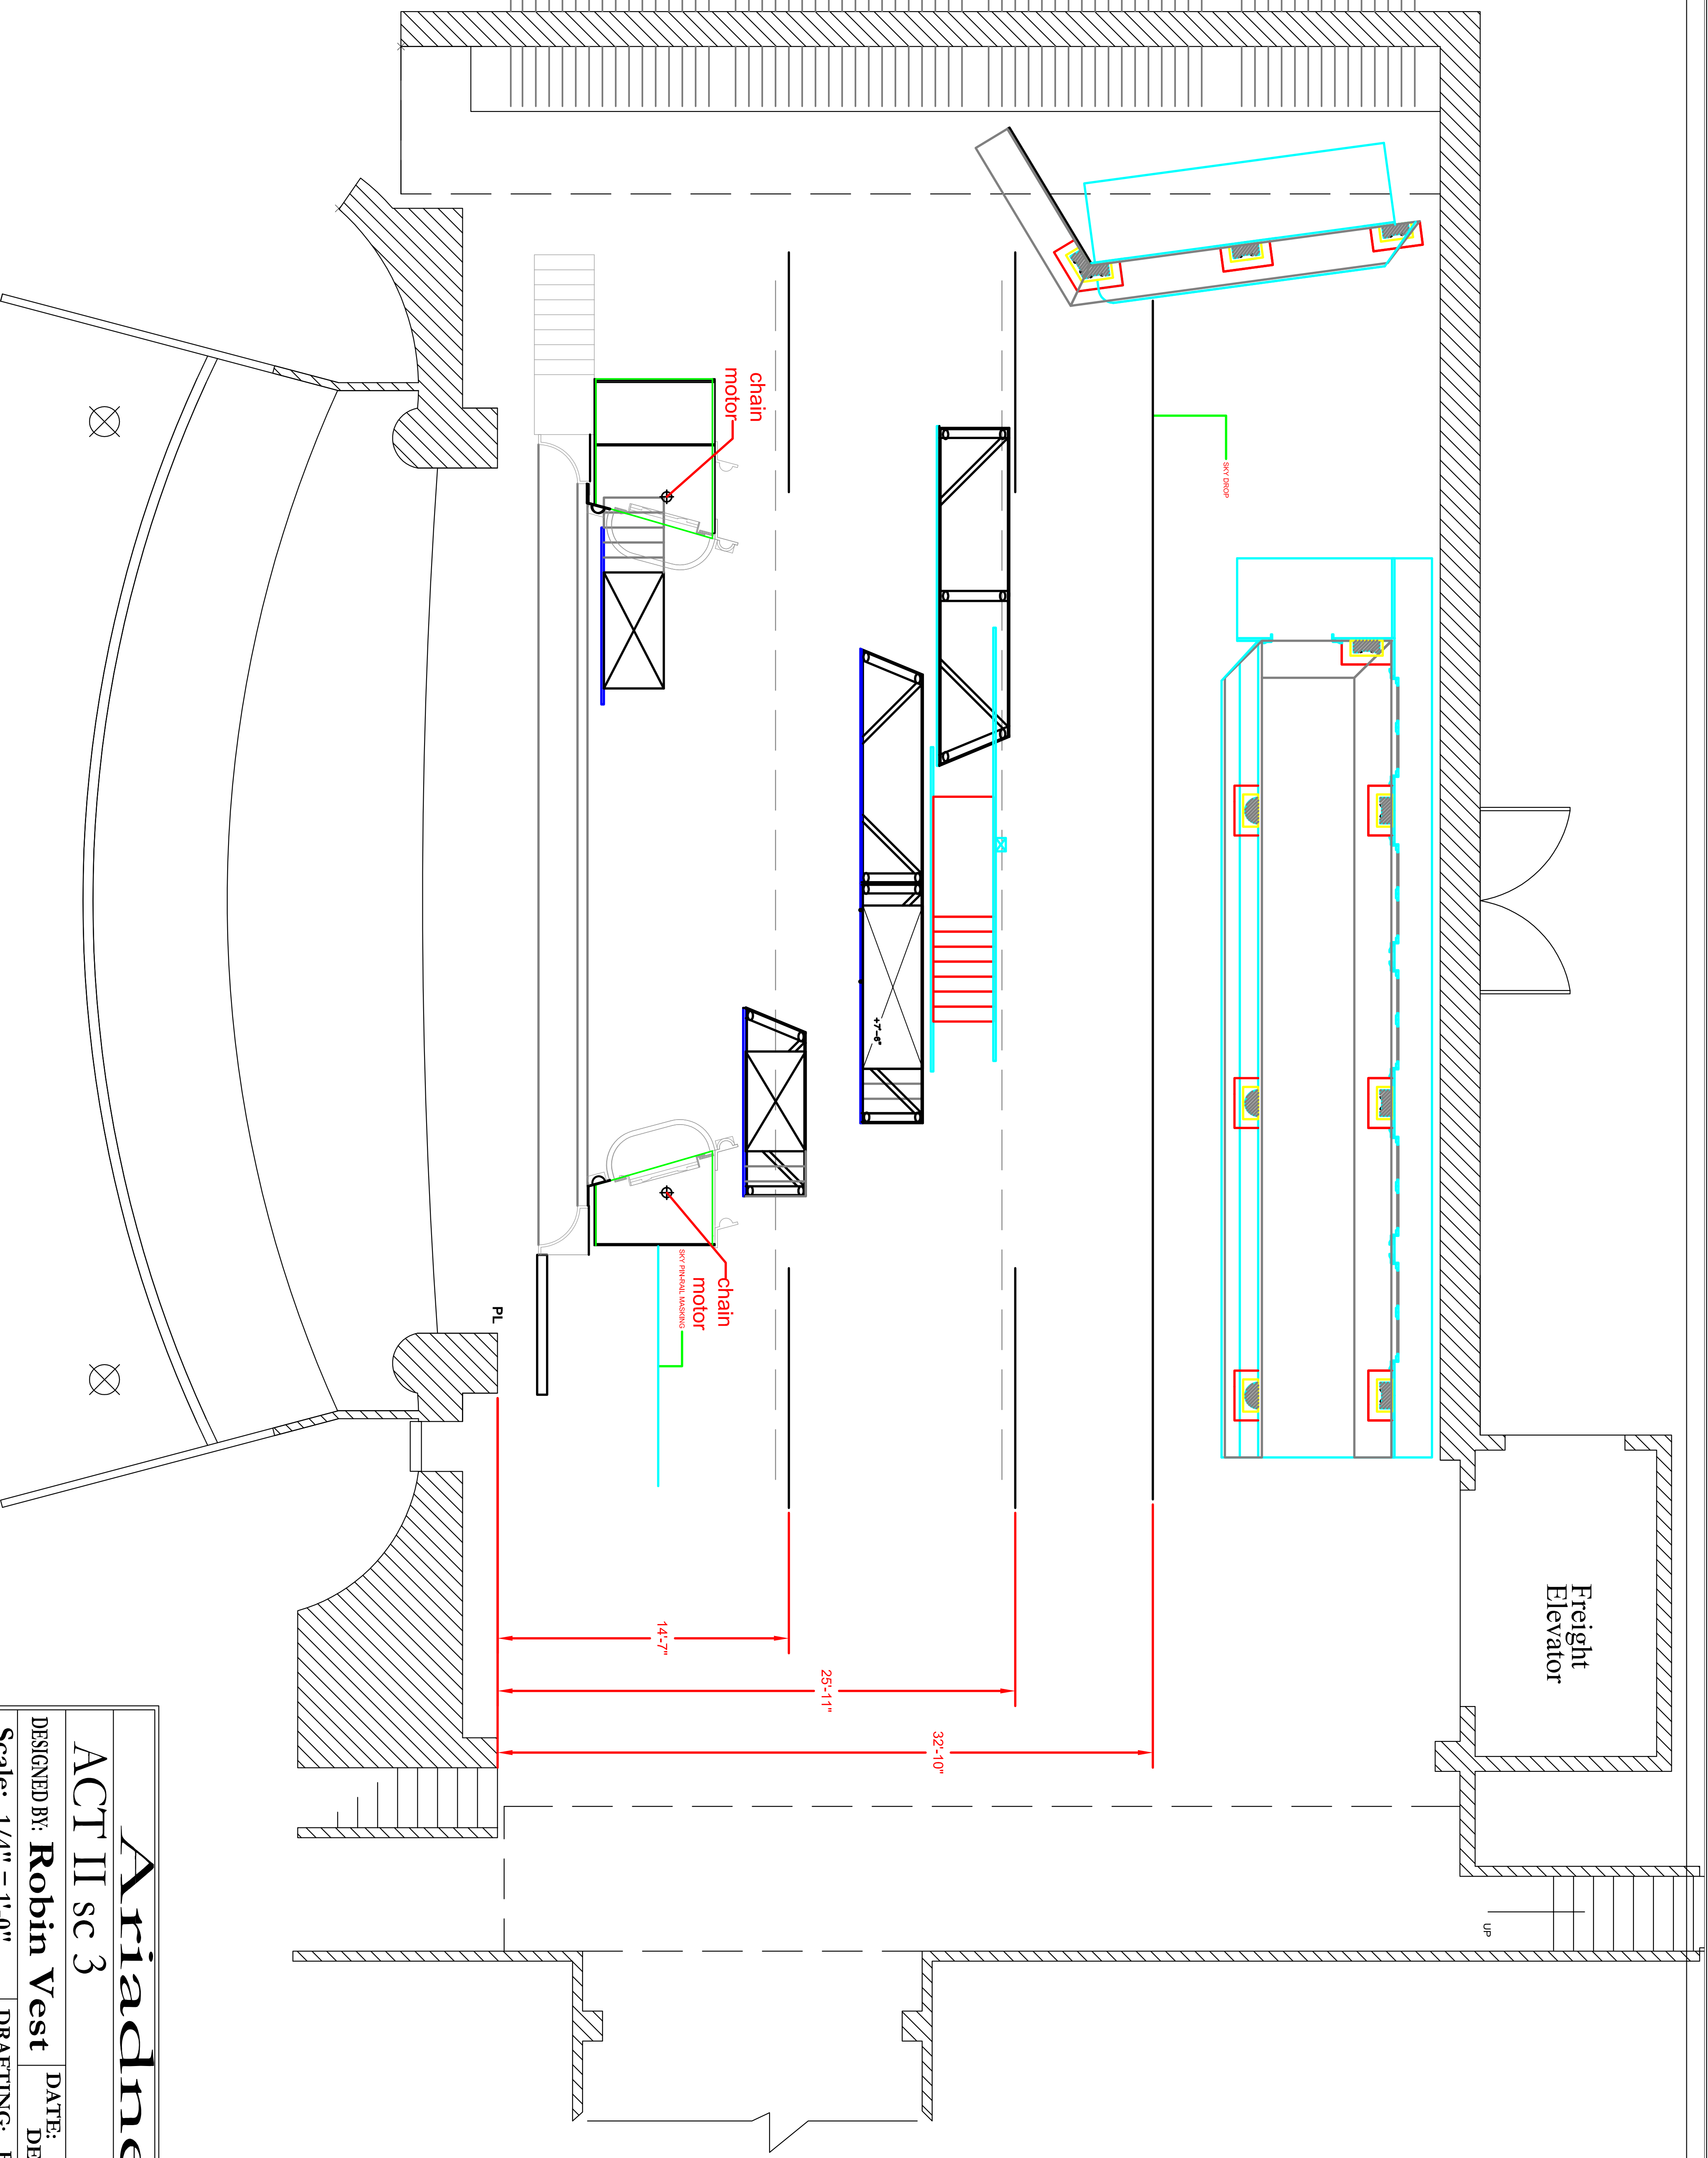 chain
motor
SKY DROP
+7'-6"
chain
motor
SKY PIN-RAIL MASKING
PL
14'-7"
25'-11"
32'-10"
Freight
Elevator
UP
Ariadne
ACT II sc 3
DESIGNED BY: Robin Vest
DATE:
Scale: 1/4" = 1'-0"
DRAFTING: